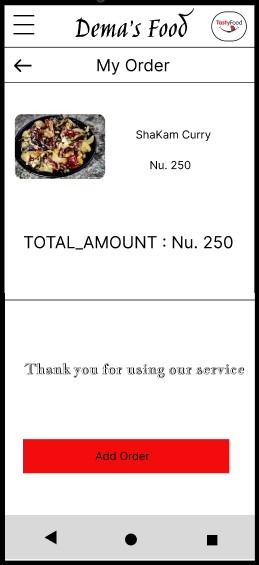 Dema's Food
TastyFood
My Order
ShaKam Curry
Nu. 250
TOTAL_AMOUNT : Nu. 250
Thank you for using our service
Add Order